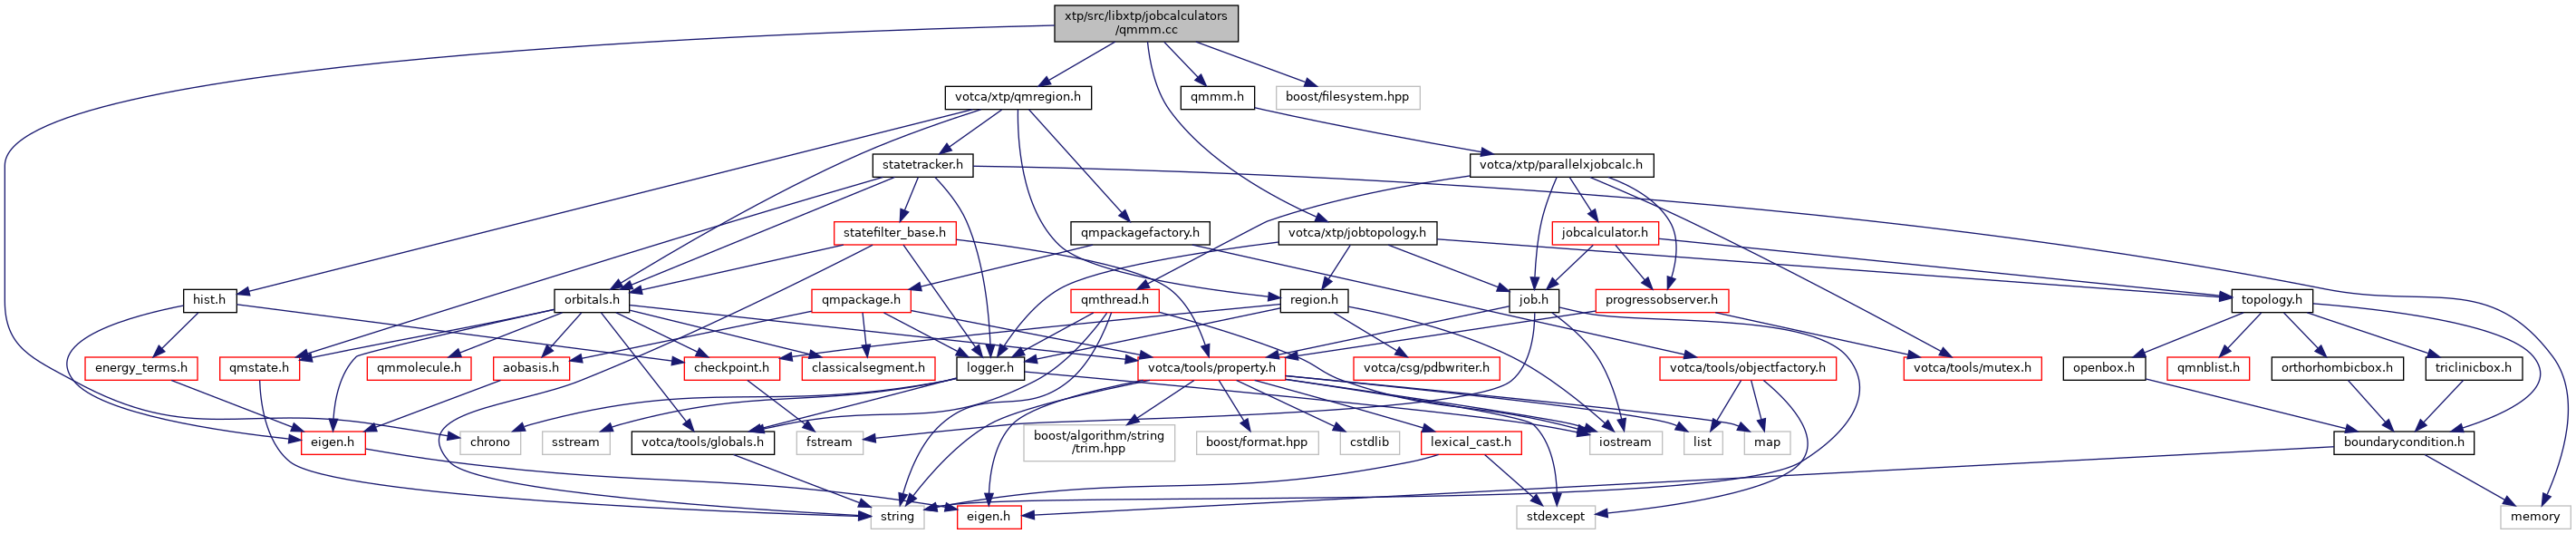 xtp/src/libxtp/jobcalculators
/qmmm.cc
votca/xtp/qmregion.h
qmmm.h
boost/filesystem.hpp
statetracker.h
votca/xtp/parallelxjobcalc.h
statefilter_base.h
qmpackagefactory.h
votca/xtp/jobtopology.h
jobcalculator.h
hist.h
orbitals.h
qmpackage.h
qmthread.h
region.h
job.h
progressobserver.h
topology.h
energy_terms.h
qmstate.h
qmmolecule.h
aobasis.h
checkpoint.h
classicalsegment.h
logger.h
votca/tools/property.h
votca/csg/pdbwriter.h
votca/tools/objectfactory.h
votca/tools/mutex.h
openbox.h
qmnblist.h
orthorhombicbox.h
triclinicbox.h
eigen.h
chrono
sstream
votca/tools/globals.h
fstream
boost/algorithm/string
/trim.hpp
boost/format.hpp
cstdlib
lexical_cast.h
iostream
list
map
boundarycondition.h
string
eigen.h
stdexcept
memory